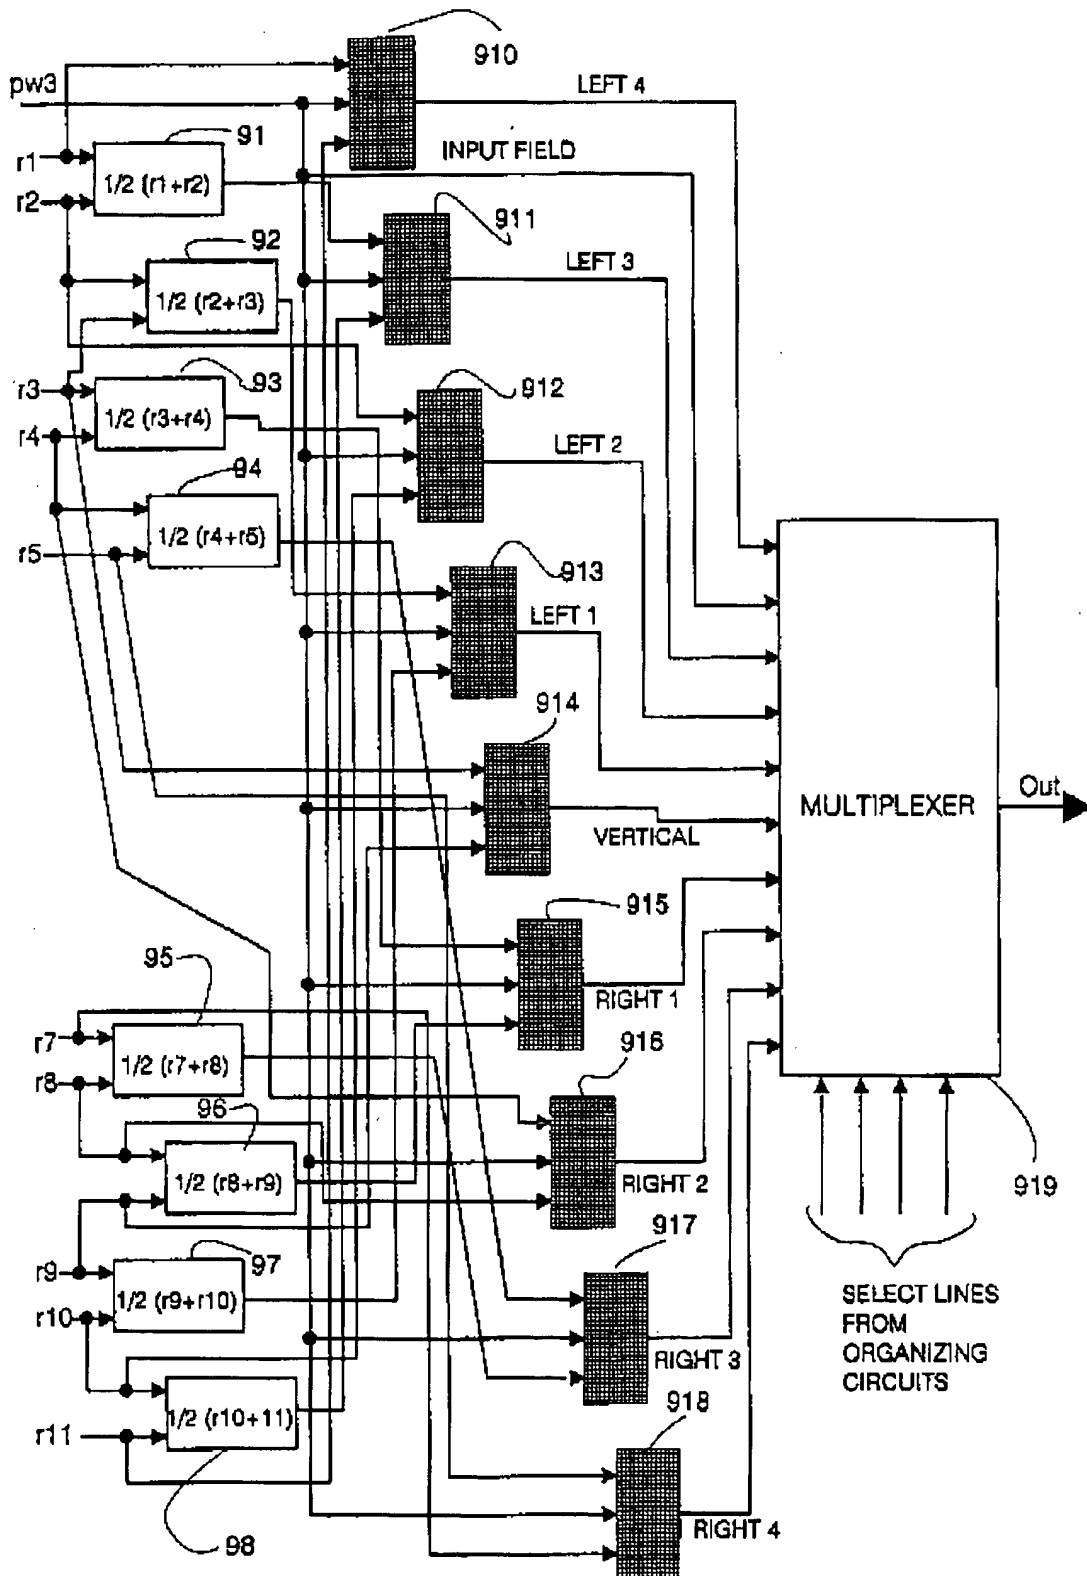 910
pw3
LEFT 4
91
r1
1/2 (r1+r2)
INPUT FIELD
r2
911
92
LEFT 3
1/2 (r2+r3)
r3
93
912
1/2 (r3+r4)
r4
LEFT 2
94
r5
1/2 (r4+r5)
913
LEFT 1
914
Out
MULTIPLEXER
VERTICAL
915
95
RIGHT 1
r7
1/2 (r7+r8)
916
r8
96
1/2 (r8+r9)
RIGHT 2
919
917
97
r9
1/2 (r9+r10)
r10
SELECT LINES
FROM
ORGANIZING
CIRCUITS
RIGHT 3
918
1/2 (r10+11)
r11
RIGHT 4
98